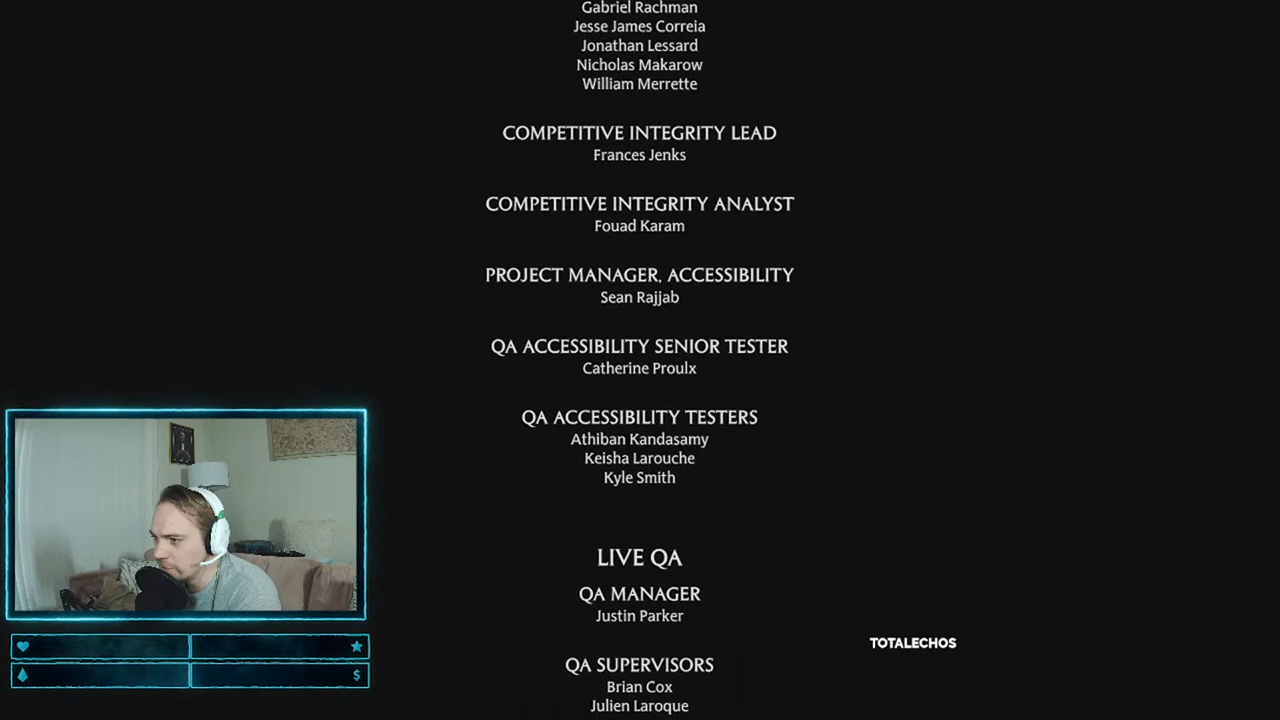 Gabriel Rachman
Jesse James Correia
Jonathan Lessard
Nicholas Makarow
William Merrette
COMPETITIVE INTEGRITY LEAD
Frances Jenks
COMPETITIVE INTEGRITY ANALYST
Fouad Karam
PROJECT MANAGER, ACCESSIBILITY
Sean Rajjab
QA ACCESSIBILITY SENIOR TESTER
Catherine Proulx
QA ACCESSIBILITY TESTERS
Athiban Kandasamy
Keisha Larouche
Kyle Smith
LIVE QA
QA MANAGER
Justin Parker
QA SUPERVISORS
Brian Cox
Julien Laroque
TOTALECHOS
$